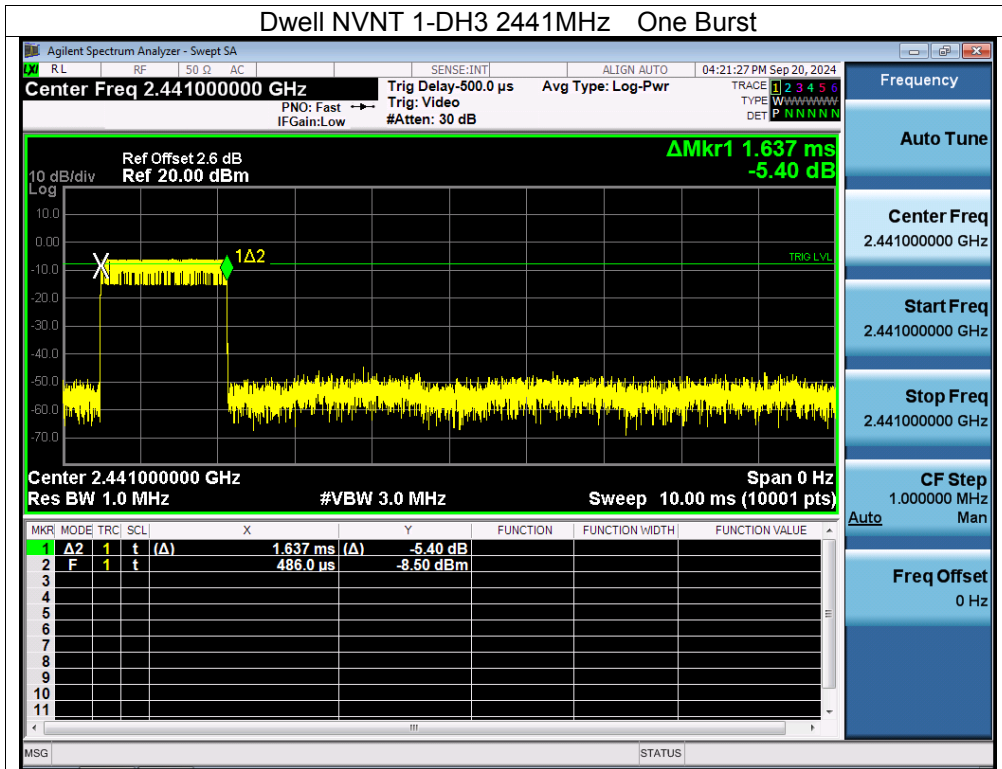 Dwell NVNT 1-DH3 2441MHz One Burst
Agilent Spectrum Analyzer - Swept SA
LXI RL RF 50 Ω AC SENSE:INT ALIGN AUTO 04:21:27 PM Sep 20, 2024
Center Freq 2.441000000 GHz
PNO: Fast
IFGain:Low
Trig Delay-500.0 µs
Trig: Video
#Atten: 30 dB
Avg Type: Log-Pwr
TRACE 1 2 3 4 5 6
TYPE WWWWWW
DET P N N N N N
Frequency
Auto Tune
Center Freq
2.441000000 GHz
Start Freq
2.441000000 GHz
Stop Freq
2.441000000 GHz
CF Step
1.000000 MHz
Auto Man
Freq Offset
0 Hz
ΔMkr1 1.637 ms
-5.40 dB
Ref Offset 2.6 dB
10 dB/div Ref 20.00 dBm
Log
10.0
0.00
-10.0
-20.0
-30.0
-40.0
-50.0
-60.0
-70.0
1Δ2
TRIG LVL
Center 2.441000000 GHz Span 0 Hz
Res BW 1.0 MHz #VBW 3.0 MHz Sweep 10.00 ms (10001 pts)
MKR MODE TRC SCL X Y FUNCTION FUNCTION WIDTH FUNCTION VALUE
1 Δ2 1 t (Δ) 1.637 ms (Δ) -5.40 dB
2 F 1 t 486.0 µs -8.50 dBm
3
4
5
6
7
8
9
10
11
MSG STATUS